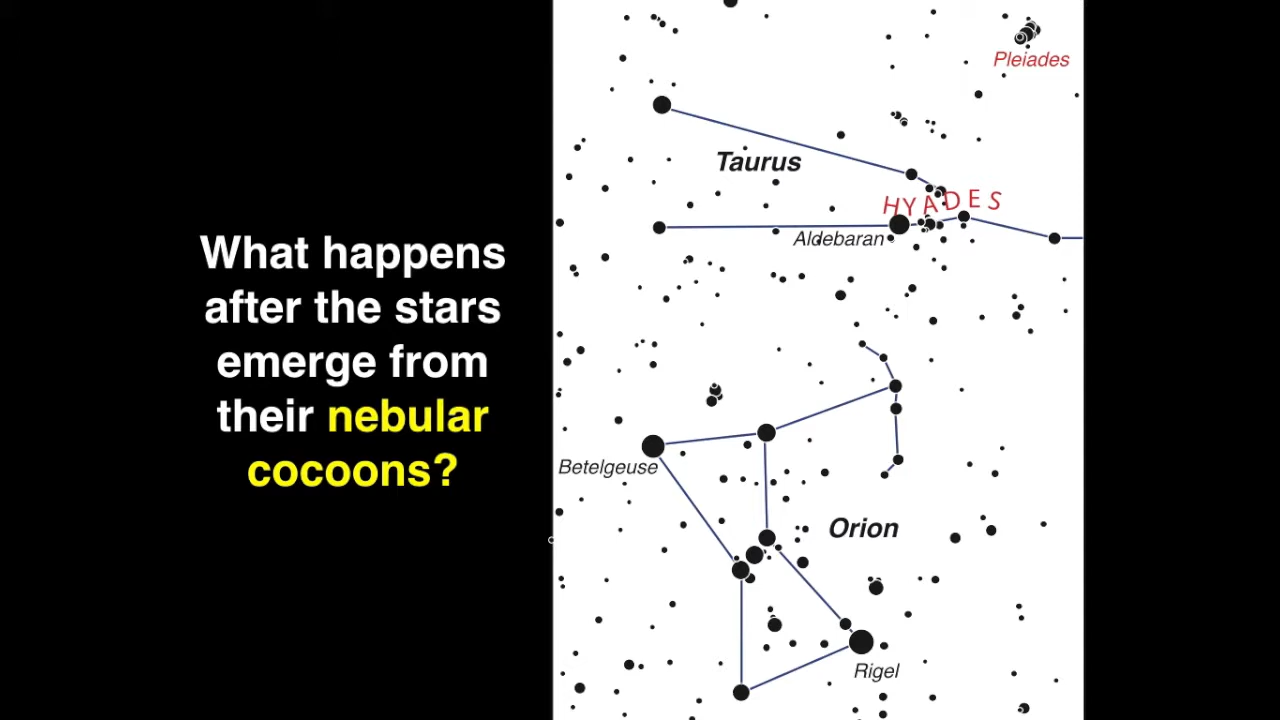 What happens
after the stars
emerge from
their nebular
cocoons?
Pleiades
Taurus
HYADES
Aldebaran
Betelgeuse
Orion
Rigel